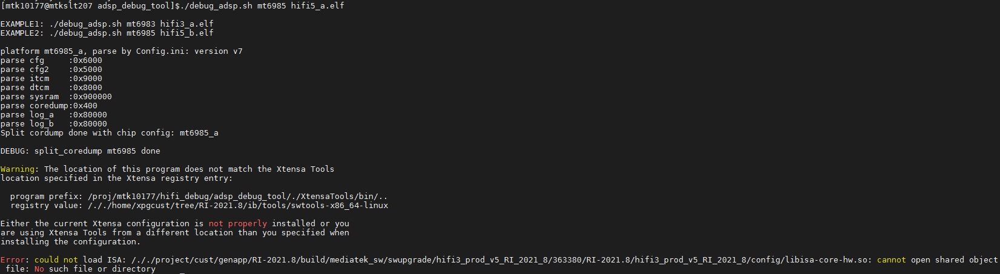 [mtk10177@mtkslt207 adsp_debug_tool]$./debug_adsp.sh mt6985 hifi5_a.elf
EXAMPLE1: ./debug_adsp.sh mt6983 hifi3_a.elf
EXAMPLE2: ./debug_adsp.sh mt6985 hifi5_b.elf
platform mt6985_a, parse by Config.ini: version v7
parse cfg     :0x6000
parse cfg2    :0x5000
parse itcm    :0x9000
parse dtcm    :0x8000
parse sysram  :0x900000
parse coredump:0x400
parse log_a   :0x80000
parse log_b   :0x80000
Split cordump done with chip config: mt6985_a
DEBUG: split_coredump mt6985 done
Warning: The location of this program does not match the Xtensa Tools
location specified in the Xtensa registry entry:
  program prefix: /proj/mtk10177/hifi_debug/adsp_debug_tool/./XtensaTools/bin/..
  registry value: /././home/xpgcust/tree/RI-2021.8/ib/tools/swtools-x86_64-linux
Either the current Xtensa configuration is not properly installed or you
are using Xtensa Tools from a different location than you specified when
installing the configuration.
Error: could not load ISA: /././project/cust/genapp/RI-2021.8/build/mediatek_sw/swupgrade/hifi3_prod_v5_RI_2021_8/363380/RI-2021.8/hifi3_prod_v5_RI_2021_8/config/libisa-core-hw.so: cannot open shared object
 file: No such file or directory